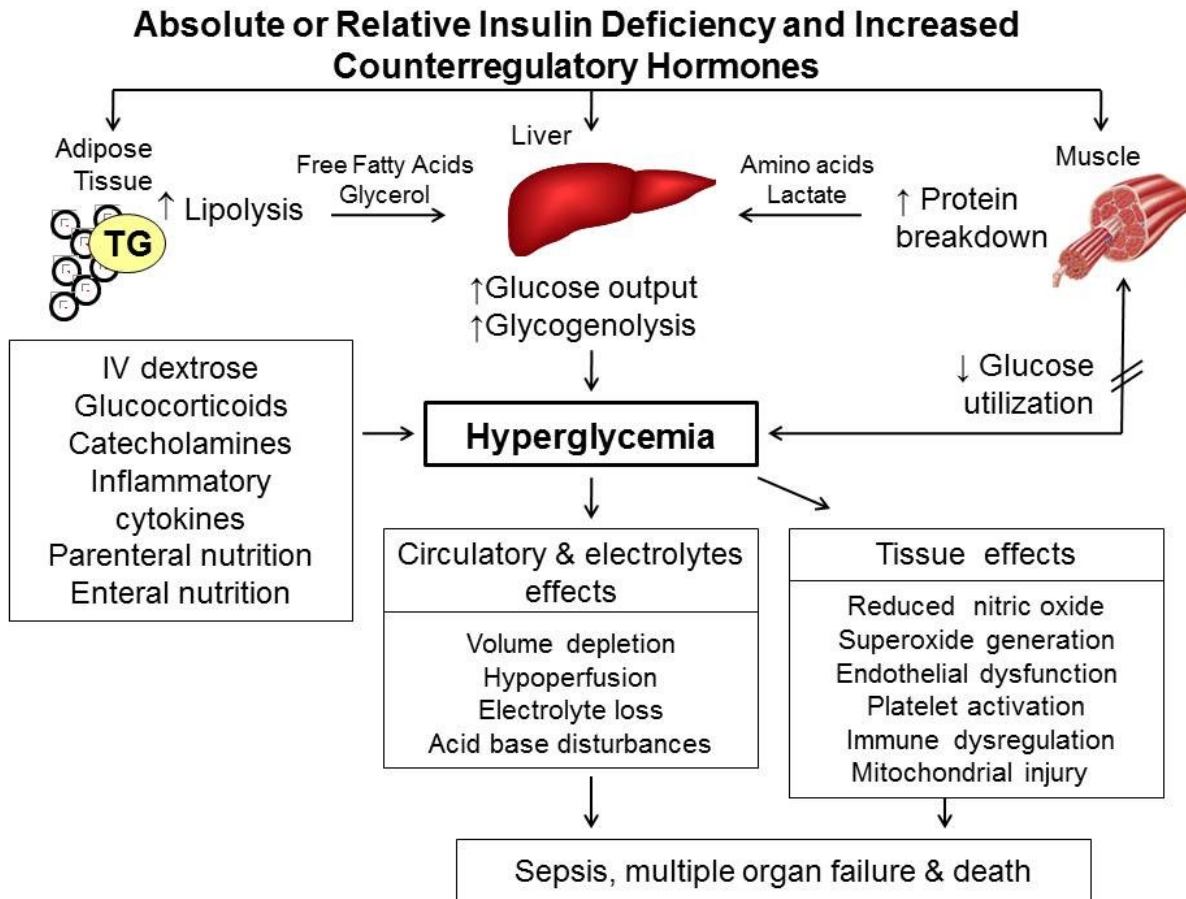 Absolute or Relative Insulin Deficiency and Increased
Counterregulatory Hormones
Adipose
Tissue
TG
↑ Lipolysis
Free Fatty Acids
Glycerol
Liver
Amino acids
Lactate
Muscle
↑ Protein
breakdown
↑Glucose output
↑Glycogenolysis
↓ Glucose
utilization
IV dextrose
Glucocorticoids
Catecholamines
Inflammatory
cytokines
Parenteral nutrition
Enteral nutrition
Hyperglycemia
Circulatory & electrolytes
effects
Volume depletion
Hypoperfusion
Electrolyte loss
Acid base disturbances
Tissue effects
Reduced nitric oxide
Superoxide generation
Endothelial dysfunction
Platelet activation
Immune dysregulation
Mitochondrial injury
Sepsis, multiple organ failure & death